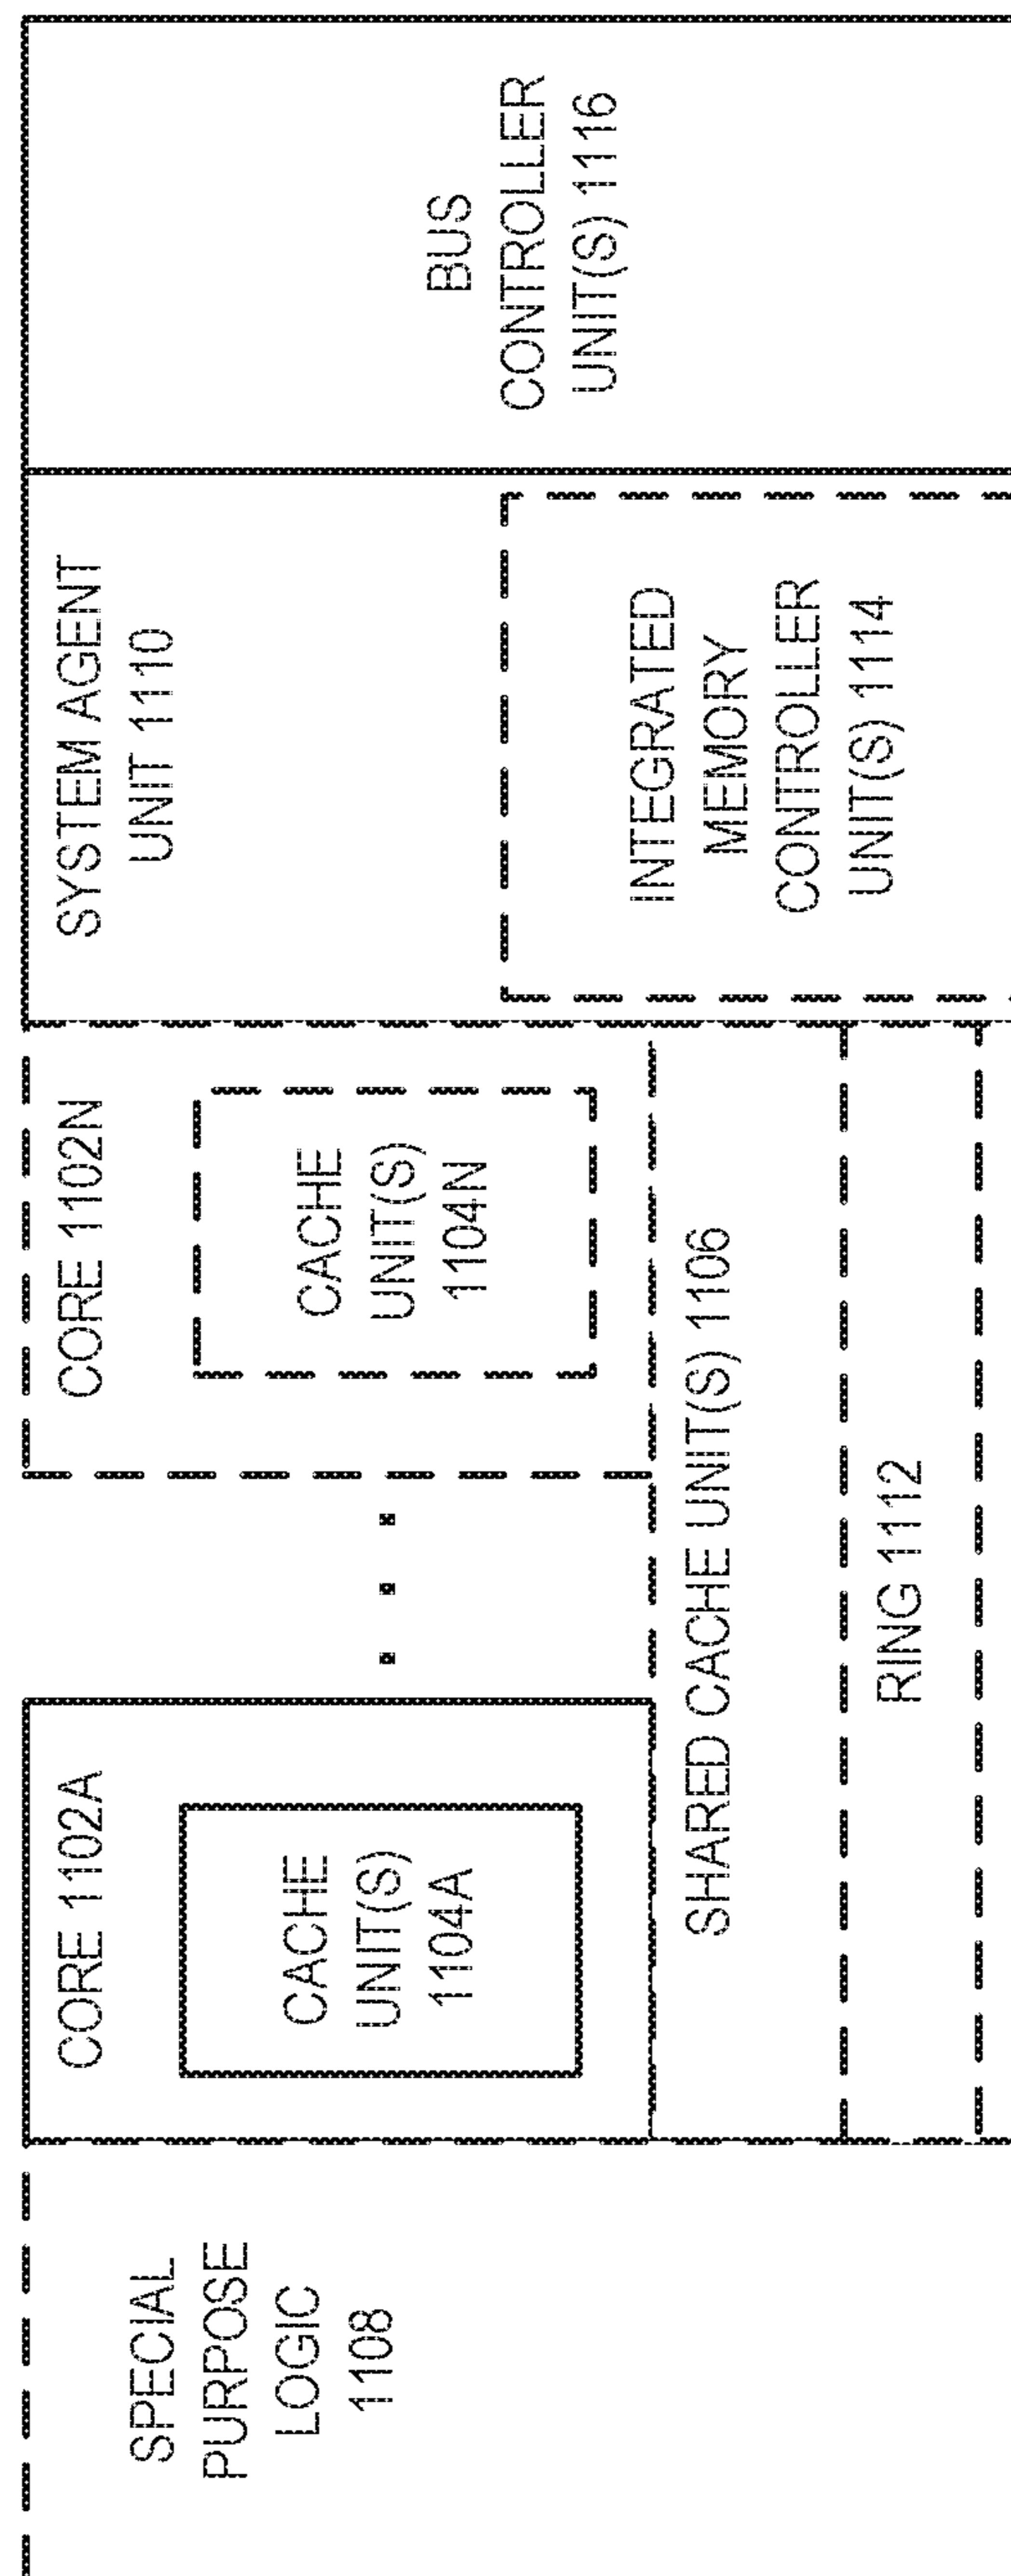 SPECIAL
PURPOSE
LOGIC
1108
CORE 1102A
CACHE
UNIT(S)
1104A
CORE 1102N
CACHE
UNIT(S)
1104N
SHARED CACHE UNIT(S) 1106
RING 1112
SYSTEM AGENT
UNIT 1110
INTEGRATED
MEMORY
CONTROLLER
UNIT(S) 1114
BUS
CONTROLLER
UNIT(S) 1116